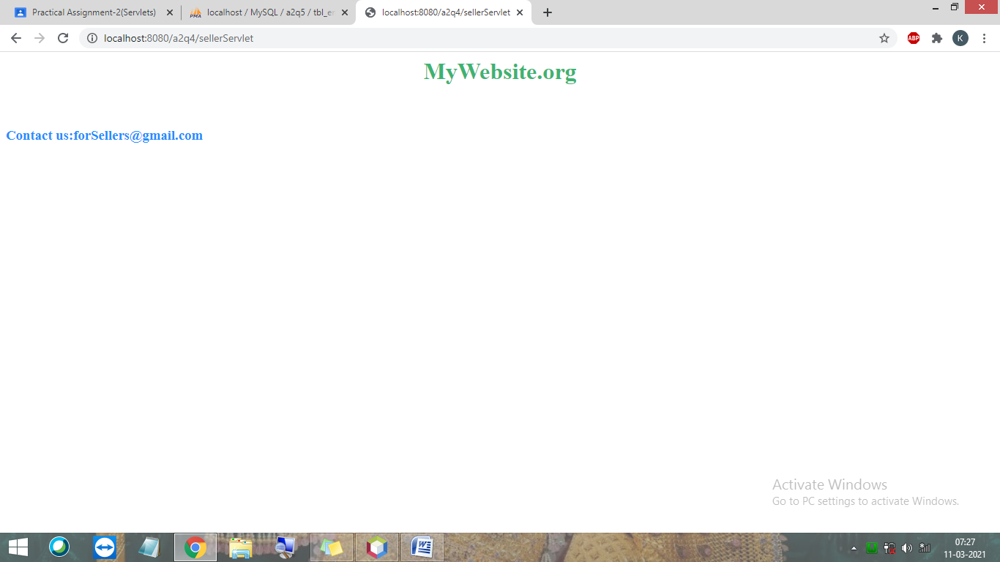 Practical Assignment-2(Servlets)
localhost / MySQL / a2q5 / tbl_er
localhost:8080/a2q4/sellerServlet
localhost:8080/a2q4/sellerServlet
ABP
K
MyWebsite.org
Contact us:forSellers@gmail.com
Activate Windows
Go to PC settings to activate Windows.
07:27
11-03-2021